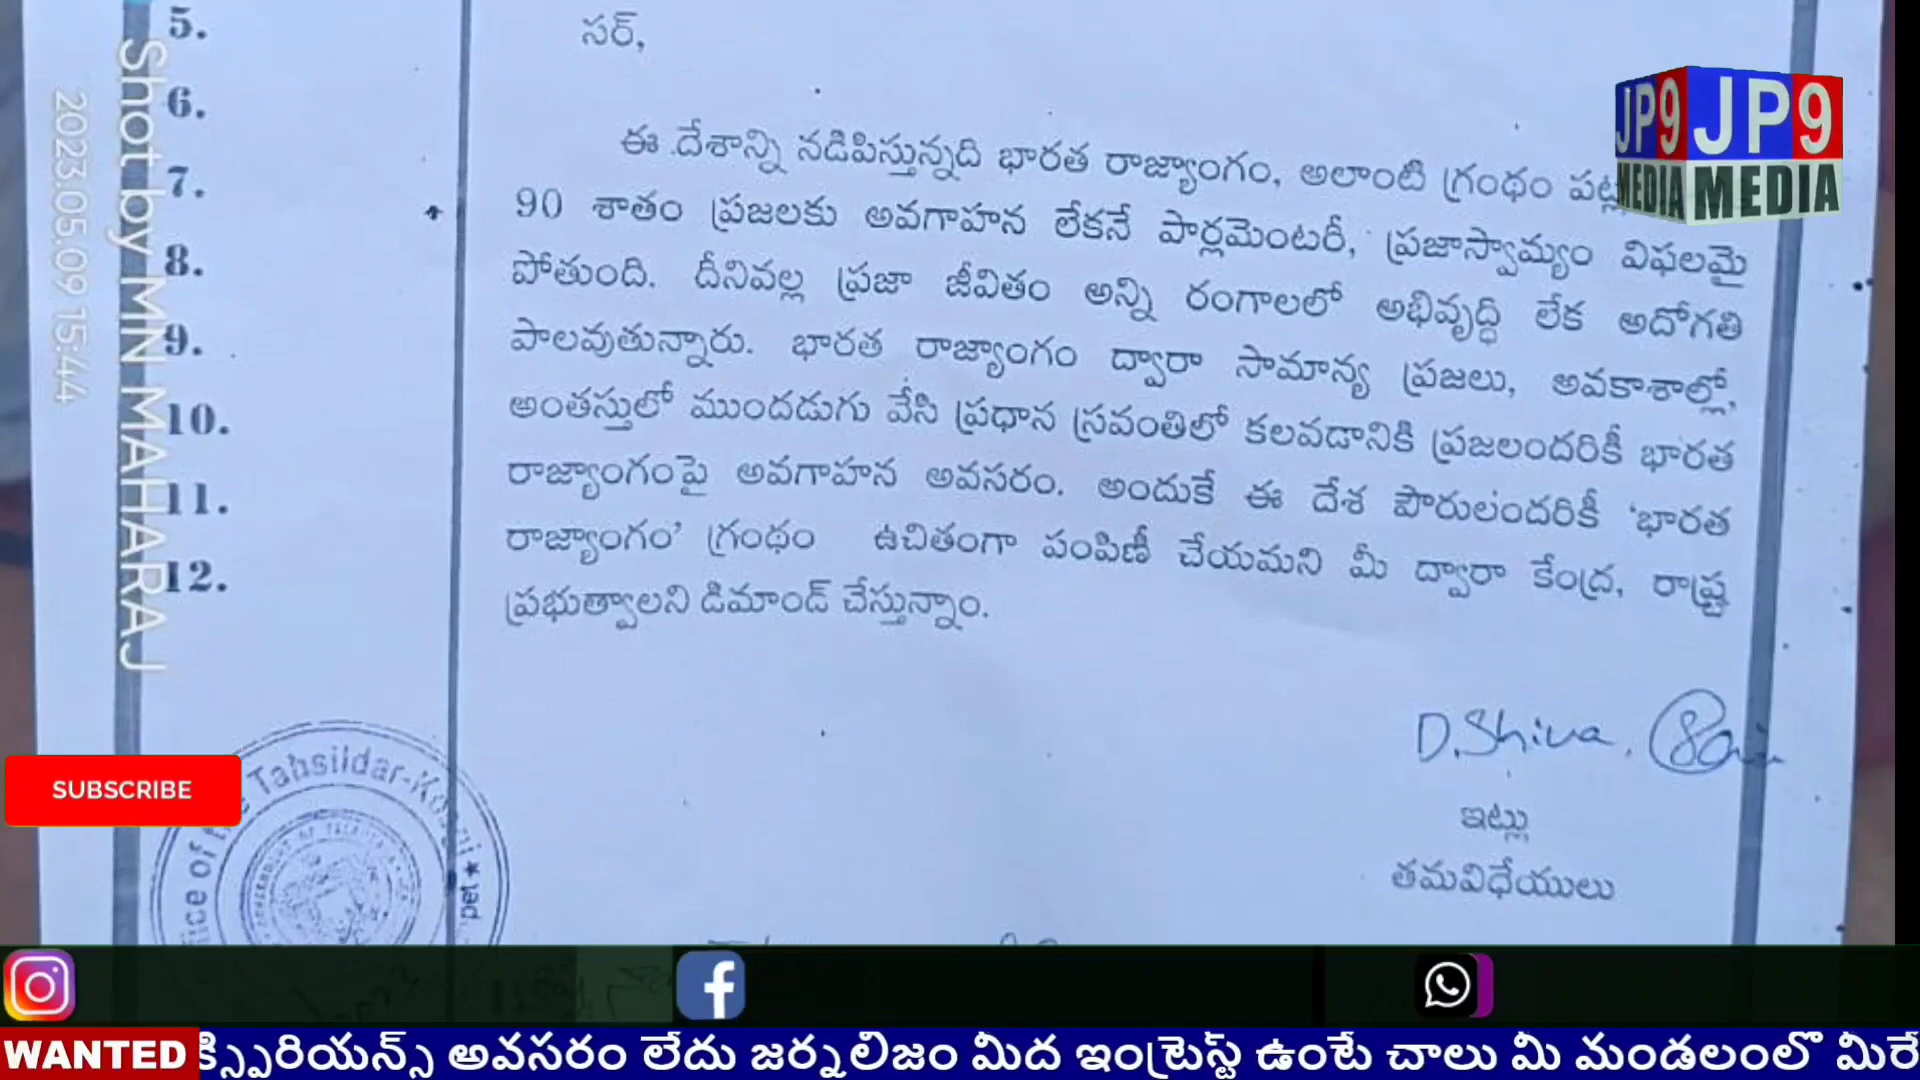 5.
6.
7.
8.
9.
10.
11.
12.
Shot by MN MAHARAJ
2023.05.09 15:44
సర్,
ఈ దేశాన్ని నడిపిస్తున్నది భారత రాజ్యాంగం, అలాంటి గ్రంథం పట్ల
90 శాతం ప్రజలకు అవగాహన లేకనే పార్లమెంటరీ, ప్రజాస్వామ్యం విఫలమై
పోతుంది. దీనివల్ల ప్రజా జీవితం అన్ని రంగాలలో అభివృద్ధి లేక అదోగతి
పాలవుతున్నారు. భారత రాజ్యాంగం ద్వారా సామాన్య ప్రజలు, అవకాశాల్లో,
అంతస్తులో ముందడుగు వేసి ప్రధాన స్రవంతిలో కలవడానికి ప్రజలందరికీ భారత
రాజ్యాంగంపై అవగాహన అవసరం. అందుకే ఈ దేశ పౌరులందరికీ 'భారత
రాజ్యాంగం' గ్రంథం ఉచితంగా పంపిణీ చేయమని మీ ద్వారా కేంద్ర, రాష్ట్ర
ప్రభుత్వాలని డిమాండ్ చేస్తున్నాం.
D. Shiva.
ఇట్లు
తమవిధేయులు
Tahsildar
JP9 JP9
MEDIA MEDIA
SUBSCRIBE
WANTED క్స్పిరియన్స్ అవసరం లేదు జర్నలిజం మీద ఇంట్రెస్ట్ ఉంటే చాలు మీ మండలంలొ మీరే